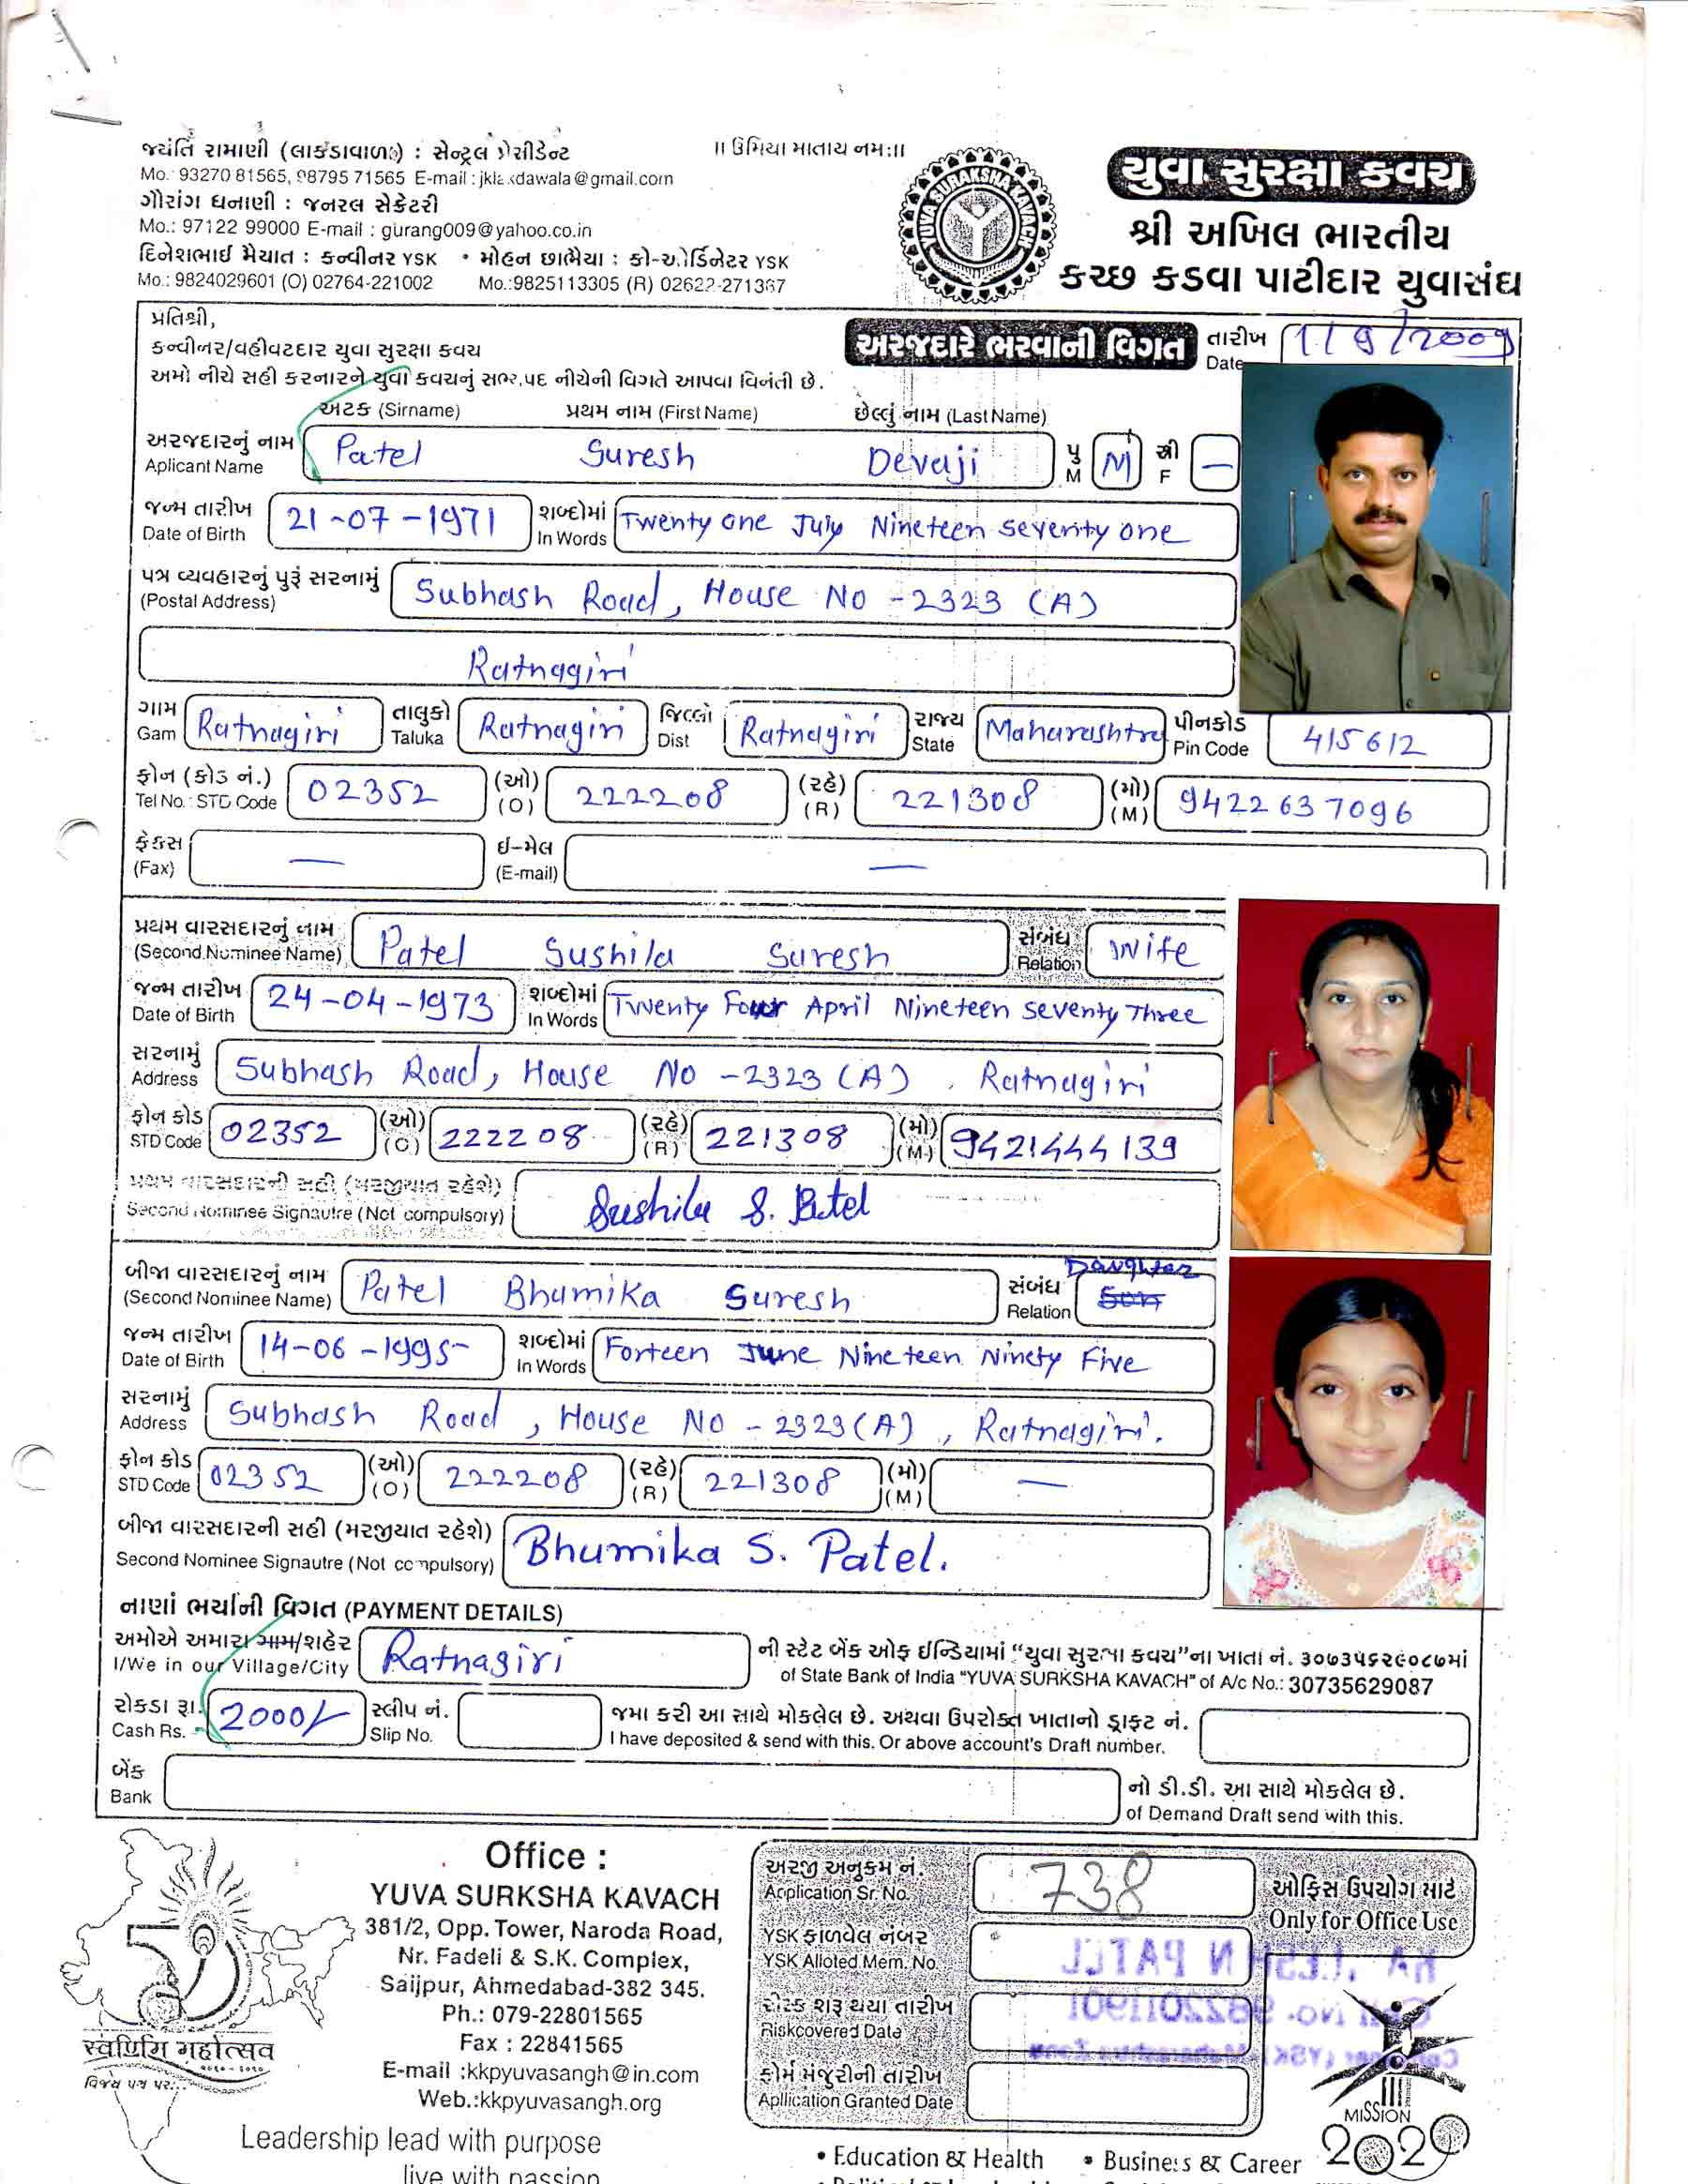 જયંતિ રામાણી (લાકડાવાળા) : સેન્ટ્રલ પ્રેસીડેન્ટ
Mo. 93270 81565, 98795 71565 E-mail : jklakdawala@gmail.com
ગૌરાંગ ધનાણી : જનરલ સેક્રેટરી
Mo.: 97122 99000 E-mail : gurang009@yahoo.co.in
દિનેશભાઈ મૈયાત : કન્વીનર YSK • મોહન છાભૈયા : કો-ઓર્ડિનેટર YSK
Mo.: 9824029601 (O) 02764-221002 Mo.:9825113305 (R) 02622-271367
॥ ઉમિયા માતાય નમઃ॥
YUVA SURAKSHA KAVACH
યુવા સુરક્ષા કવચ
શ્રી અખિલ ભારતીય
કચ્છ કડવા પાટીદાર યુવાસંઘ
પ્રતિશ્રી,
કન્વીનર/વહીવટદાર યુવા સુરક્ષા કવચ
અમો નીચે સહી કરનારને યુવા કવચનું સભ્યપદ નીચેની વિગતે આપવા વિનંતી છે.
અરજદારે ભરવાની વિગત
તારીખ Date 1/9/2009
અટક (Sirname) પ્રથમ નામ (First Name) છેલ્લું નામ (Last Name)
અરજદારનું નામ Aplicant Name Patel Suresh Devaji પુ M M સ્ત્રી F —
જન્મ તારીખ Date of Birth 21-07-1971 શબ્દોમાં In Words Twenty one July Nineteen seventy one
પત્ર વ્યવહારનું પુરૂં સરનામું (Postal Address) Subhash Road, House No -2323 (A)
Ratnagiri
ગામ Gam Ratnagiri તાલુકો Taluka Ratnagiri જિલ્લો Dist Ratnagiri રાજ્ય State Maharashtra પીનકોડ Pin Code 415612
ફોન (કોડ નં.) Tel No.: STD Code 02352 (ઓ) (O) 222208 (રહે) (R) 221308 (મો) (M) 9422637096
ફેકસ (Fax) — ઈ-મેલ (E-mail) —
પ્રથમ વારસદારનું નામ (Second Nominee Name) Patel Sushila Suresh સંબંધ Relation Wife
જન્મ તારીખ Date of Birth 24-04-1973 શબ્દોમાં In Words Twenty Four April Nineteen seventy Three
સરનામું Address Subhash Road, House No -2323 (A) , Ratnagiri
ફોન કોડ STD Code 02352 (ઓ) (O) 222208 (રહે) (R) 221308 (મો) (M) 9421444139
પ્રથમ વારસદારની સહી (મરજીયાત રહેશે) Second Nominee Signautre (Not compulsory) Sushila S. Patel
બીજા વારસદારનું નામ (Second Nominee Name) Patel Bhumika Suresh સંબંધ Relation Daughter Son
જન્મ તારીખ Date of Birth 14-06-1995 શબ્દોમાં In Words Forteen June Nineteen Ninety Five
સરનામું Address Subhash Road , House No - 2323(A) , Ratnagiri.
ફોન કોડ STD Code 02352 (ઓ) (O) 222208 (રહે) (R) 221308 (મો) (M) —
બીજા વારસદારની સહી (મરજીયાત રહેશે) Second Nominee Signautre (Not compulsory) Bhumika S. Patel.
નાણાં ભર્યાની વિગત (PAYMENT DETAILS)
અમોએ અમારા ગામ/શહેર Ratnagiri ની સ્ટેટ બેંક ઓફ ઈન્ડિયામાં “યુવા સુરક્ષા કવચ”ના ખાતા નં. ૩૦૭૩૫૬૨૯૦૮૭માં
I/We in our Village/City of State Bank of India "YUVA SURKSHA KAVACH" of A/c No.: 30735629087
રોકડા રૂા. Cash Rs. 2000/- સ્લીપ નં. Slip No. જમા કરી આ સાથે મોકલેલ છે. અથવા ઉપરોક્ત ખાતાનો ડ્રાફ્ટ નં.
I have deposited & send with this. Or above account's Draft number.
બેંક Bank નો ડી.ડી. આ સાથે મોકલેલ છે.
of Demand Draft send with this.
Office :
YUVA SURKSHA KAVACH
381/2, Opp. Tower, Naroda Road,
Nr. Fadeli & S.K. Complex,
Saijpur, Ahmedabad-382 345.
Ph.: 079-22801565
Fax : 22841565
E-mail :kkpyuvasangh@in.com
Web.:kkpyuvasangh.org
Leadership lead with purpose
live with passion
50
વિજય પથ પર...
અરજી અનુક્રમ નં. Application Sr. No. 738
ઓફિસ ઉપયોગ માટે
Only for Office Use
YSK ફાળવેલ નંબર
YSK Alloted Mem. No.
રીસ્ક શરૂ થયા તારીખ
Riskcovered Date
ફોર્મ મંજુરીની તારીખ
Apllication Granted Date
N PATEL
MISSION
2020
• Education & Health • Business & Career